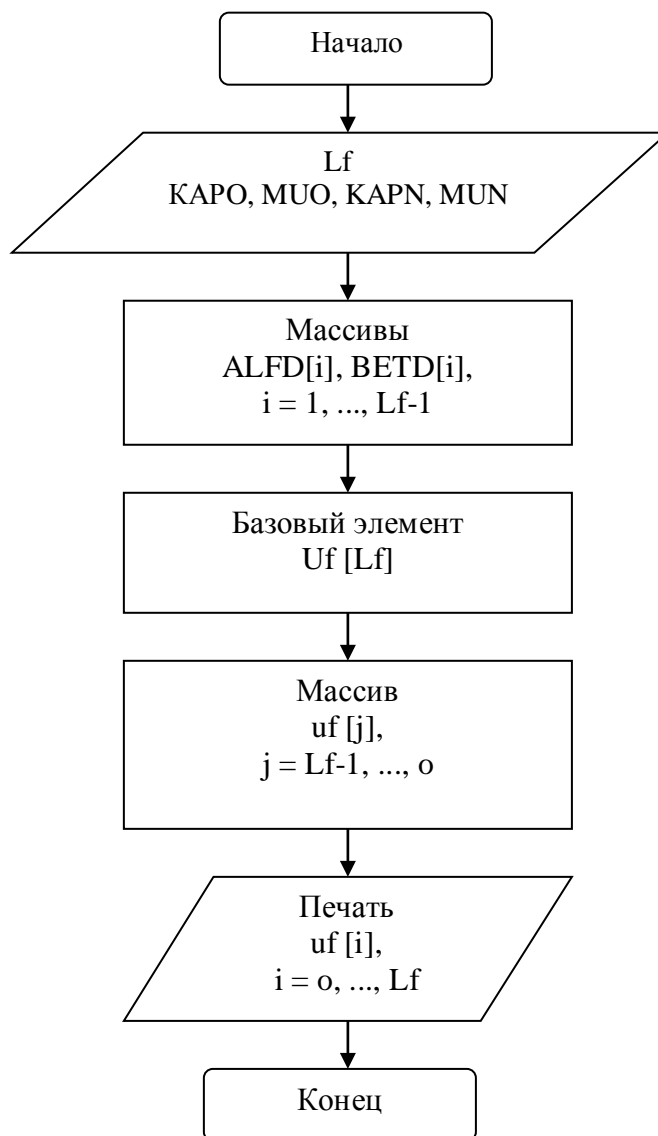 Начало
Lf
КАРО, MUO, KAPN, MUN
Массивы
ALFD[i], BETD[i],
i = 1, ..., Lf-1
Базовый элемент
Uf [Lf]
Массив
uf [j],
j = Lf-1, ..., o
Печать
uf [i],
i = o, ..., Lf
Конец